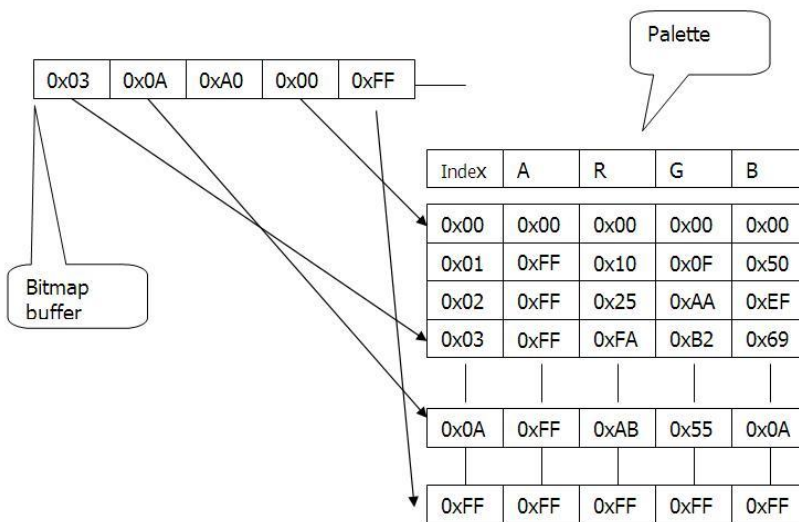 Palette
0x03 0x0A 0xA0 0x00 0xFF
Index A R G B
0x00 0x00 0x00 0x00 0x00
0x01 0xFF 0x10 0x0F 0x50
0x02 0xFF 0x25 0xAA 0xEF
0x03 0xFF 0xFA 0xB2 0x69
Bitmap
buffer
0x0A 0xFF 0xAB 0x55 0x0A
0xFF 0xFF 0xFF 0xFF 0xFF